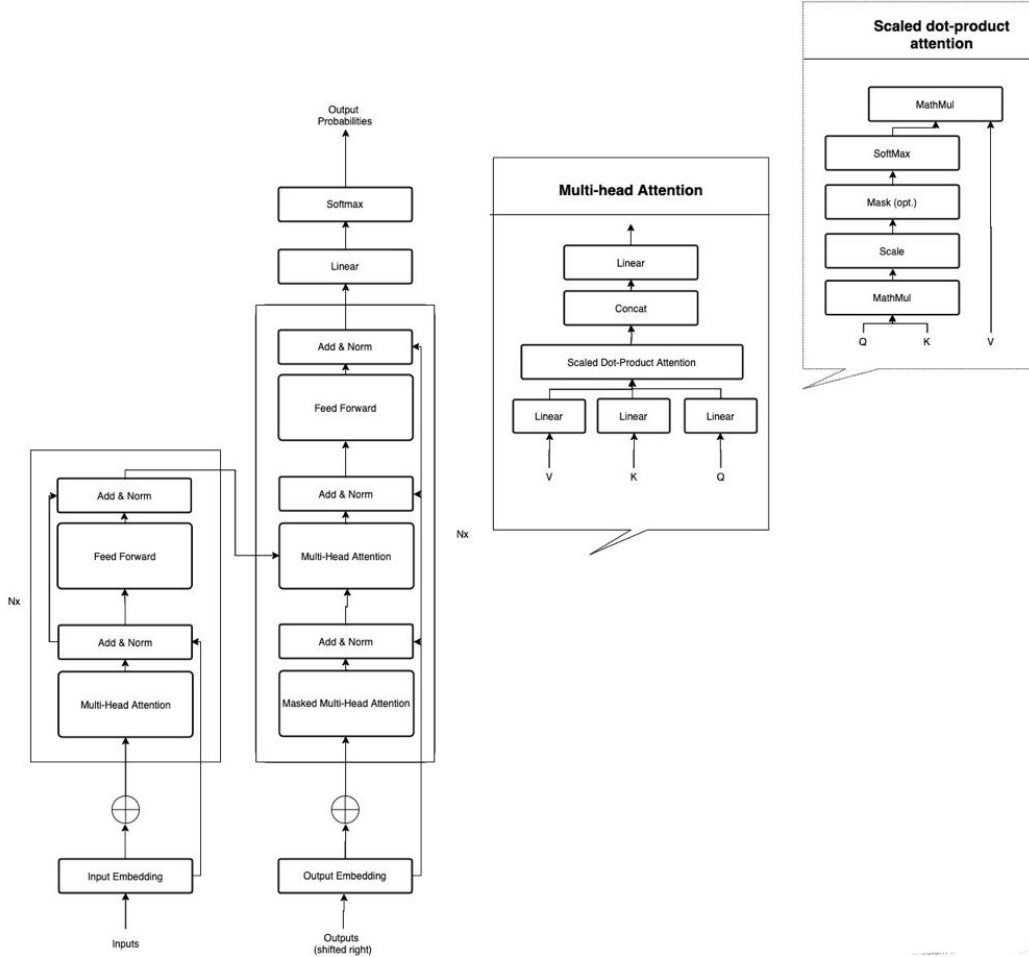 Scaled dot-product
attention
MathMul
SoftMax
Mask (opt.)
Scale
MathMul
Q
K
V
Multi-head Attention
Linear
Concat
Scaled Dot-Product Attention
Linear
Linear
Linear
V
K
Q
Output
Probabilities
Softmax
Linear
Add & Norm
Feed Forward
Add & Norm
Multi-Head Attention
Add & Norm
Masked Multi-Head Attention
Nx
Output Embedding
Outputs
(shifted right)
Add & Norm
Feed Forward
Nx
Add & Norm
Multi-Head Attention
Input Embedding
Inputs